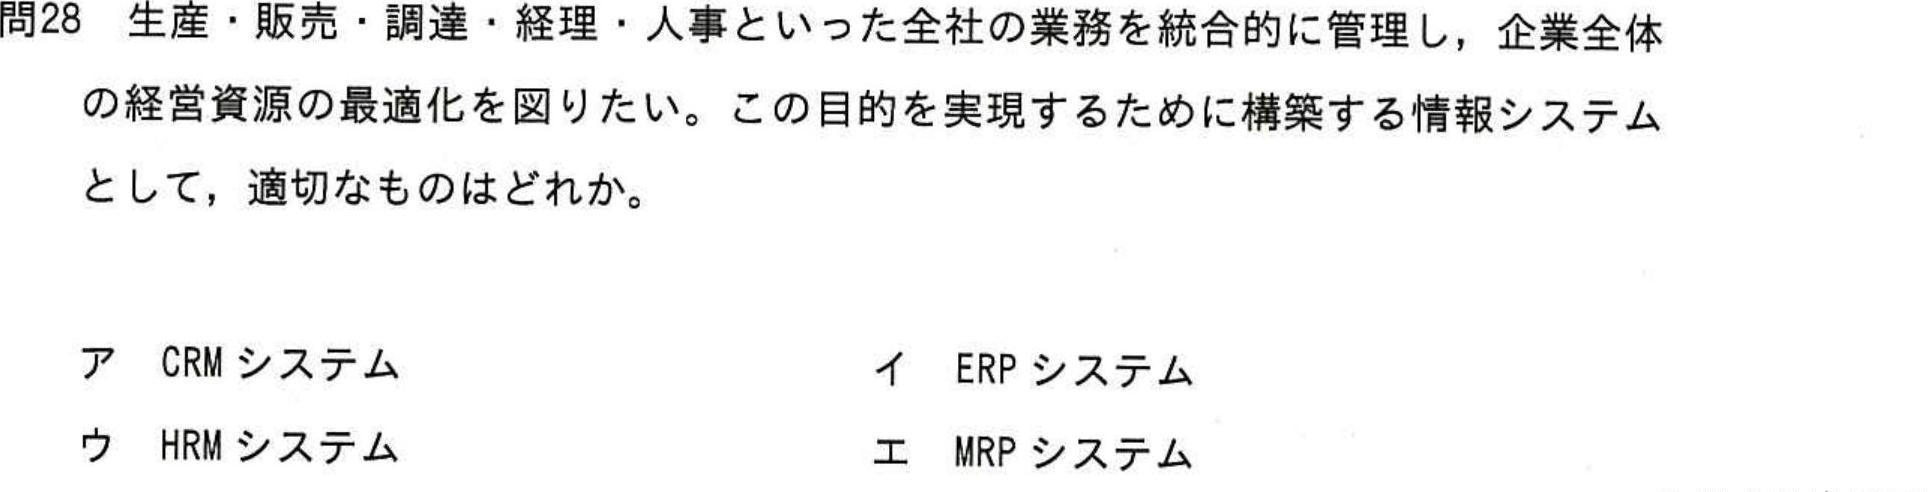 問28 生産・販売・調達・経理・人事といった全社の業務を統合的に管理し，企業全体
の経営資源の最適化を図りたい。この目的を実現するために構築する情報システム
として，適切なものはどれか。
ア CRM システム イ ERP システム
ウ HRM システム エ MRP システム